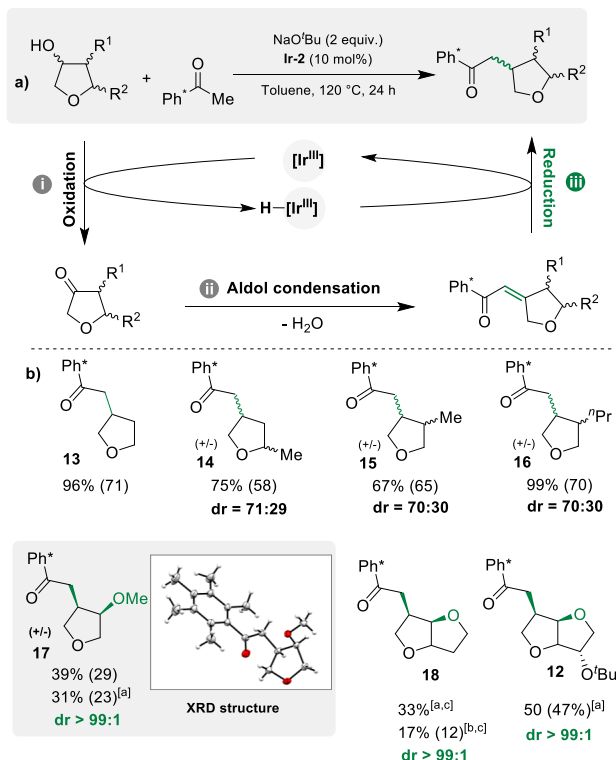 a)
HO
R¹
R²
+
Ph*
O
Me
NaOᵗBu (2 equiv.)
Ir-2 (10 mol%)
Toluene, 120 °C, 24 h
Ph*
O
R¹
R²
O
O
i
Oxidation
[Irᴵᴵᴵ]
H–[Irᴵᴵᴵ]
Reduction
iii
O
R¹
R²
O
ii Aldol condensation
- H₂O
Ph*
O
R¹
R²
O
b)
Ph*
O
O
13
96% (71)
Ph*
O
O
Me
(+/-)
14
75% (58)
dr = 71:29
Ph*
O
Me
O
(+/-)
15
67% (65)
dr = 70:30
Ph*
O
ⁿPr
O
(+/-)
16
99% (70)
dr = 70:30
Ph*
O
OMe
O
(+/-)
17
39% (29)
31% (23)[a]
dr > 99:1
XRD structure
Ph*
O
O
O
18
33%[a,c]
17% (12)[b,c]
dr > 99:1
Ph*
O
O
O
OᵗBu
12
50 (47%)[a]
dr > 99:1